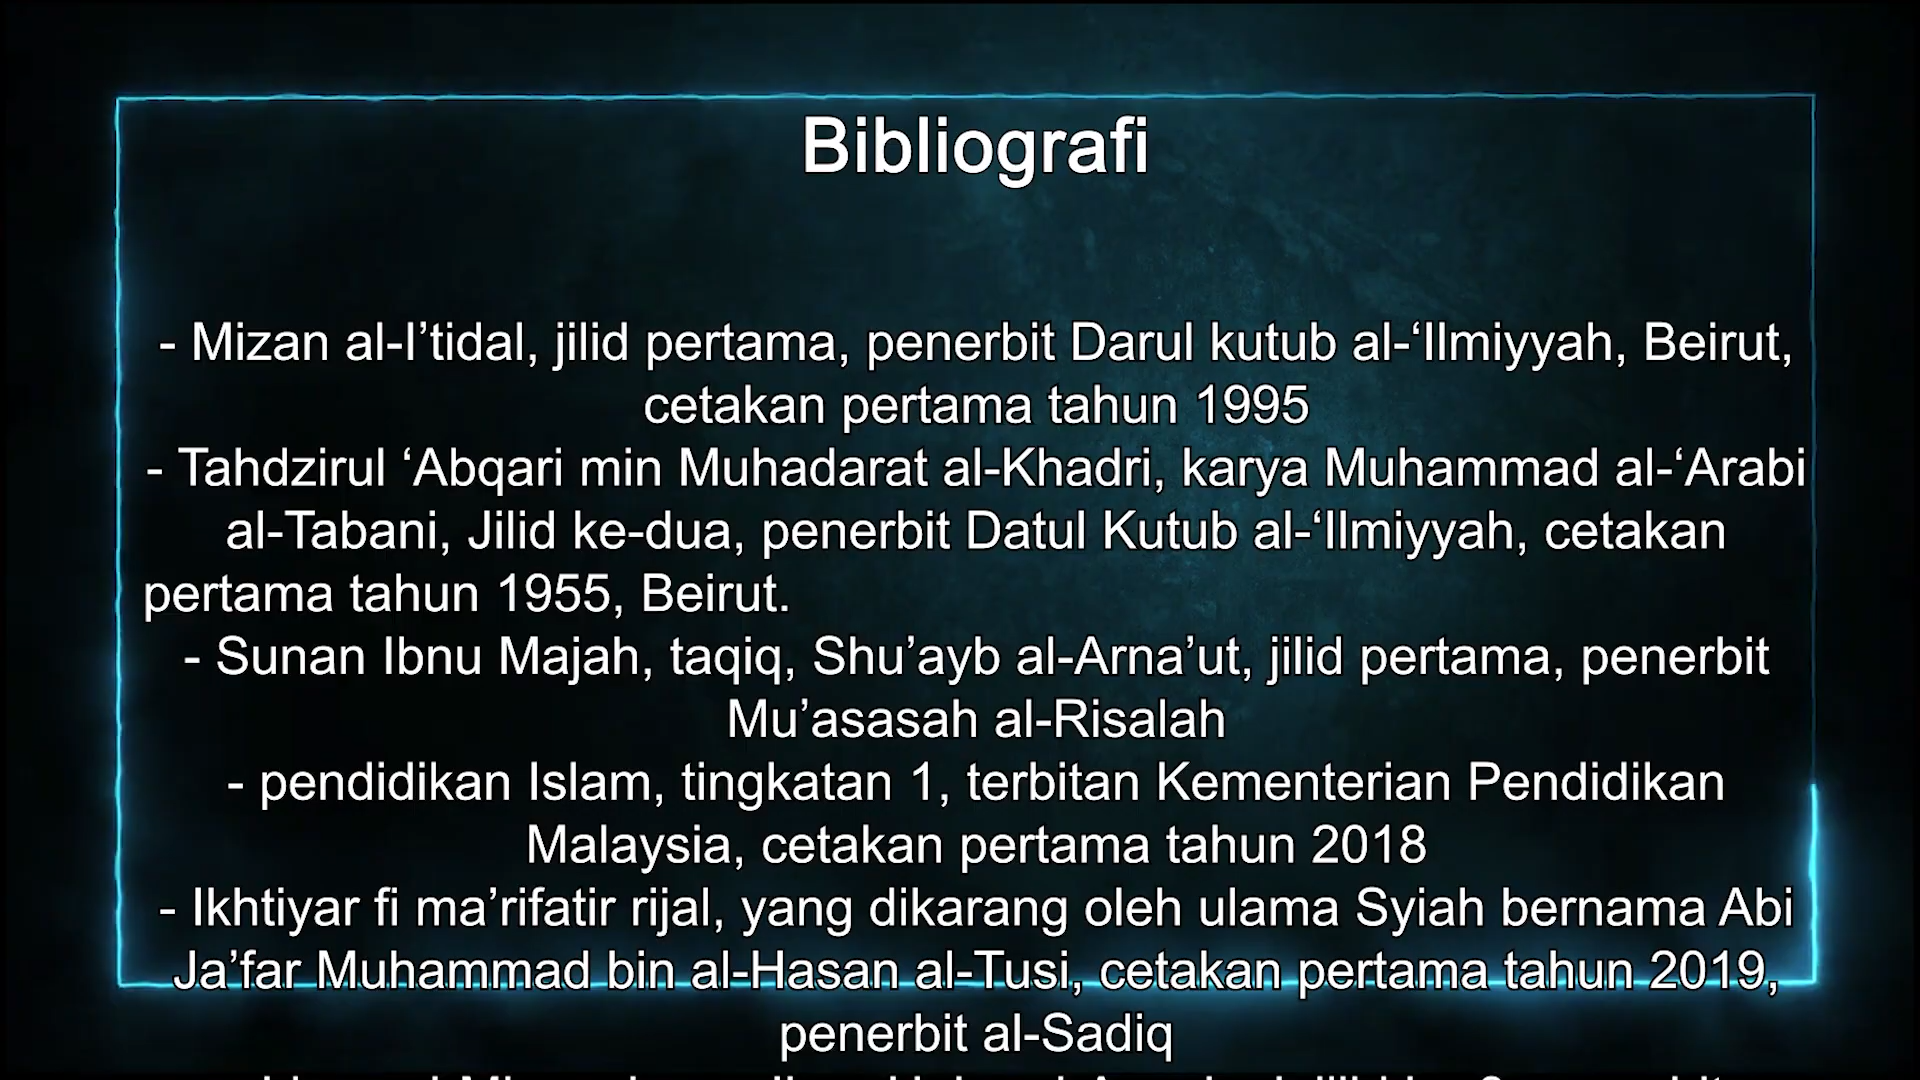 Bibliografi
- Mizan al-I’tidal, jilid pertama, penerbit Darul kutub al-‘Ilmiyyah, Beirut,
cetakan pertama tahun 1995
- Tahdzirul ‘Abqari min Muhadarat al-Khadri, karya Muhammad al-‘Arabi
al-Tabani, Jilid ke-dua, penerbit Datul Kutub al-‘Ilmiyyah, cetakan
pertama tahun 1955, Beirut.
- Sunan Ibnu Majah, taqiq, Shu’ayb al-Arna’ut, jilid pertama, penerbit
Mu’asasah al-Risalah
- pendidikan Islam, tingkatan 1, terbitan Kementerian Pendidikan
Malaysia, cetakan pertama tahun 2018
- Ikhtiyar fi ma’rifatir rijal, yang dikarang oleh ulama Syiah bernama Abi
Ja’far Muhammad bin al-Hasan al-Tusi, cetakan pertama tahun 2019,
penerbit al-Sadiq